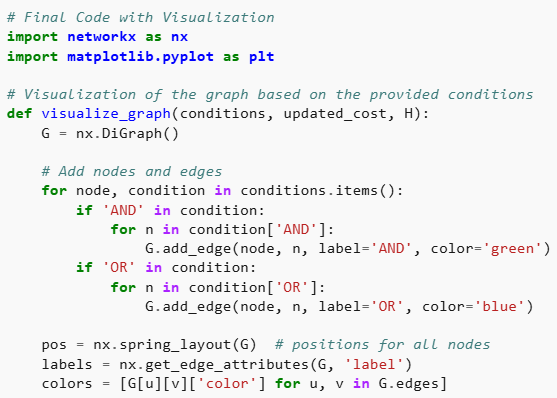 # Final Code with Visualization
import networkx as nx
import matplotlib.pyplot as plt

# Visualization of the graph based on the provided conditions
def visualize_graph(conditions, updated_cost, H):
    G = nx.DiGraph()

    # Add nodes and edges
    for node, condition in conditions.items():
        if 'AND' in condition:
            for n in condition['AND']:
                G.add_edge(node, n, label='AND', color='green')
        if 'OR' in condition:
            for n in condition['OR']:
                G.add_edge(node, n, label='OR', color='blue')

    pos = nx.spring_layout(G)  # positions for all nodes
    labels = nx.get_edge_attributes(G, 'label')
    colors = [G[u][v]['color'] for u, v in G.edges]